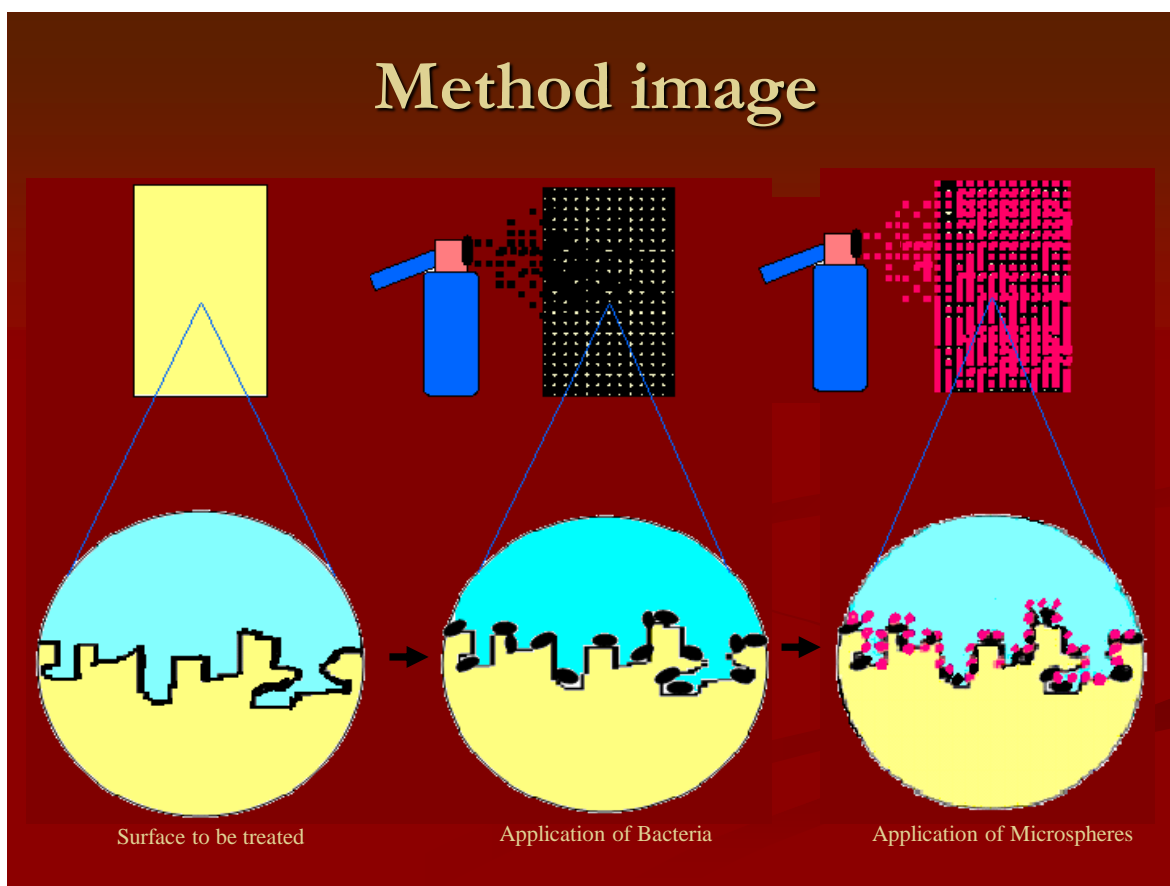 Method image
Surface to be treated
Application of Bacteria
Application of Microspheres